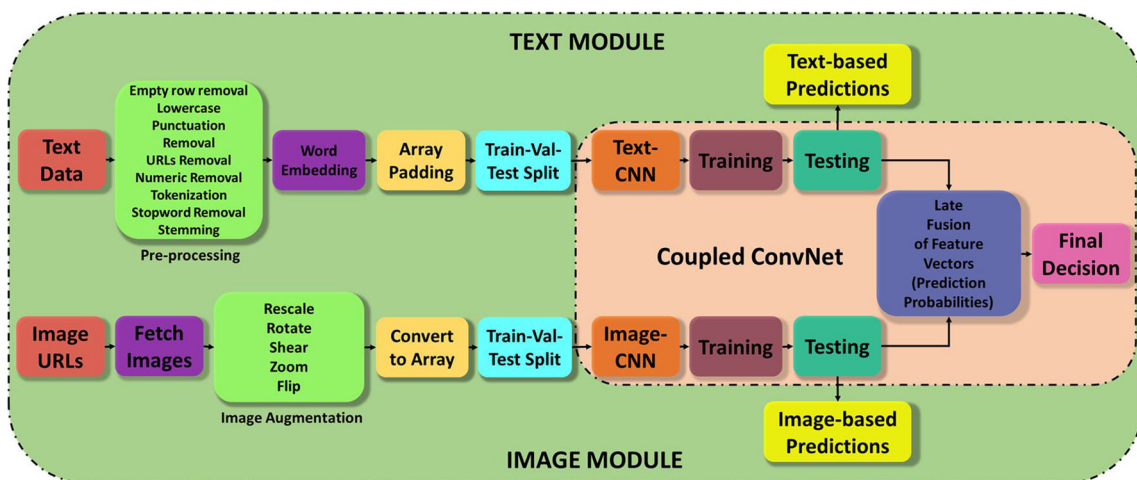 TEXT MODULE
Text-based
Predictions
Text
Data
Empty row removal
Lowercase
Punctuation
Removal
URLs Removal
Numeric Removal
Tokenization
Stopword Removal
Stemming
Pre-processing
Word
Embedding
Array
Padding
Train-Val-
Test Split
Text-
CNN
Training
Testing
Coupled ConvNet
Late
Fusion
of Feature
Vectors
(Prediction
Probabilities)
Final
Decision
Image
URLs
Fetch
Images
Rescale
Rotate
Shear
Zoom
Flip
Image Augmentation
Convert
to Array
Train-Val-
Test Split
Image-
CNN
Training
Testing
Image-based
Predictions
IMAGE MODULE